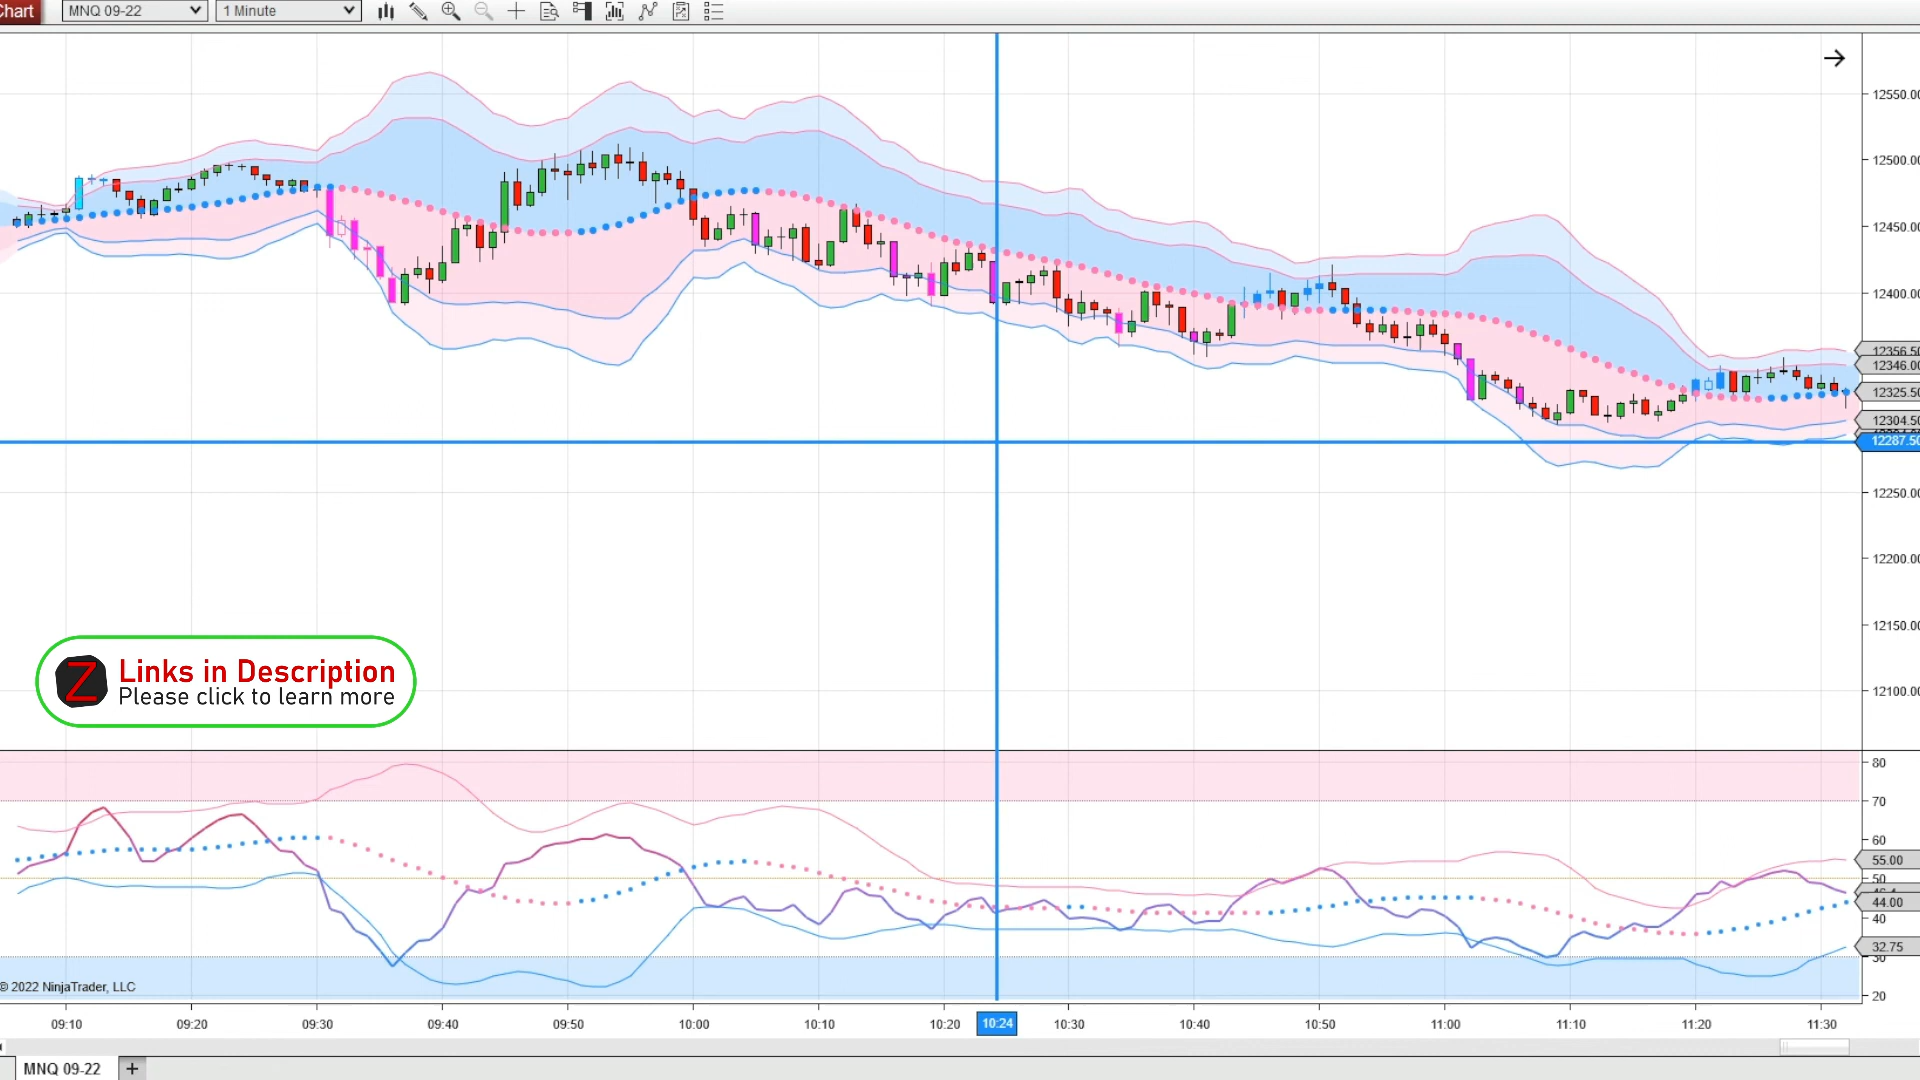 Chart
MNQ 09-22
1 Minute
12550.00
12500.00
12450.00
12400.00
12356.50
12346.00
12325.50
12304.50
12287.50
12250.00
12200.00
12150.00
12100.00
Z
Links in Description
Please click to learn more
80
70
60
55.00
50
44.00
40
32.75
30
20
© 2022 NinjaTrader, LLC
09:10 09:20 09:30 09:40 09:50 10:00 10:10 10:20 10:24 10:30 10:40 10:50 11:00 11:10 11:20 11:30
MNQ 09-22 +